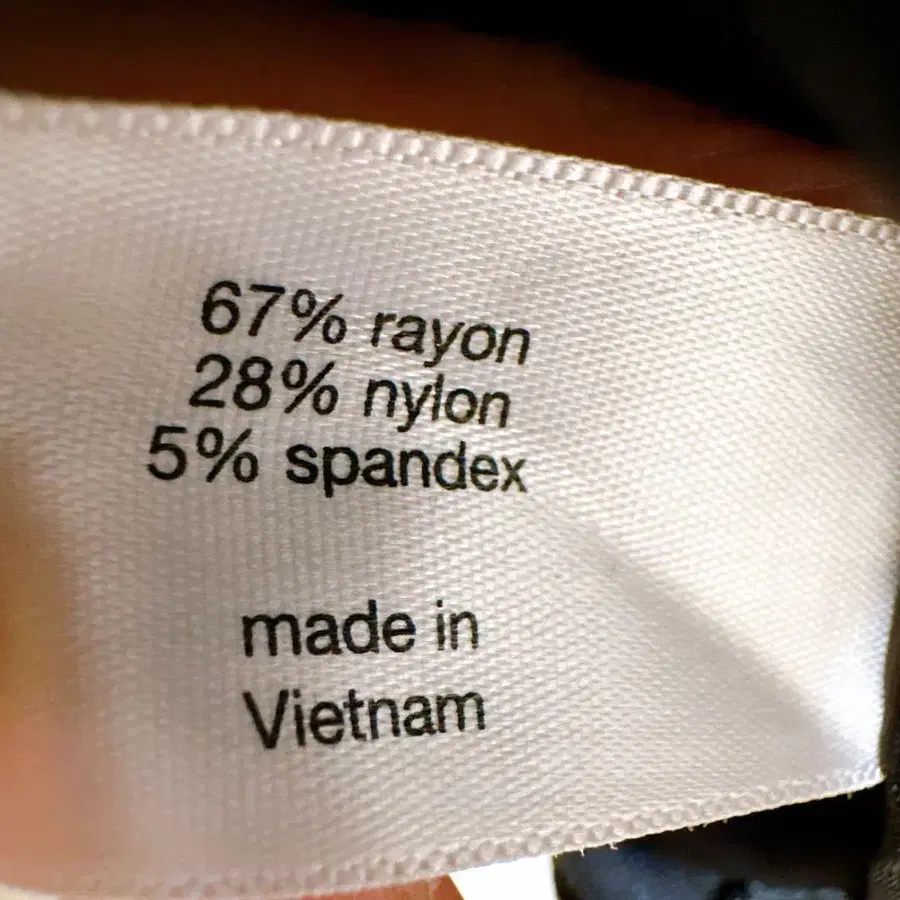 67% rayon
28% nylon
5% spandex
made in
Vietnam